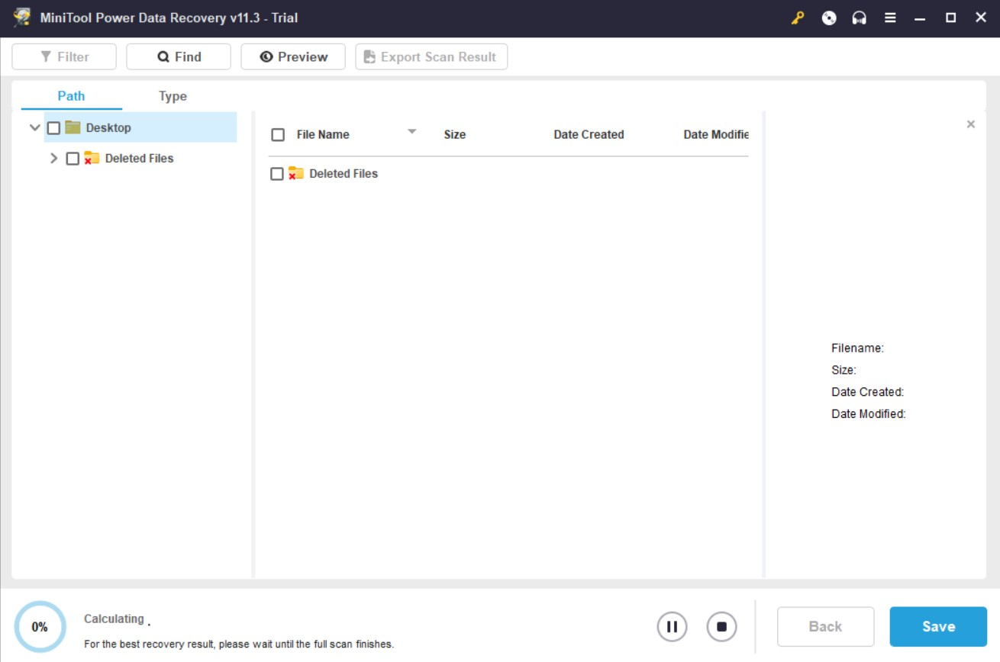 MiniTool Power Data Recovery v11.3 - Trial
Filter Find Preview Export Scan Result
Path Type
Desktop
Deleted Files
File Name Size Date Created Date Modifie
Deleted Files
Filename:
Size:
Date Created:
Date Modified:
0%
Calculating .
For the best recovery result, please wait until the full scan finishes.
Back Save